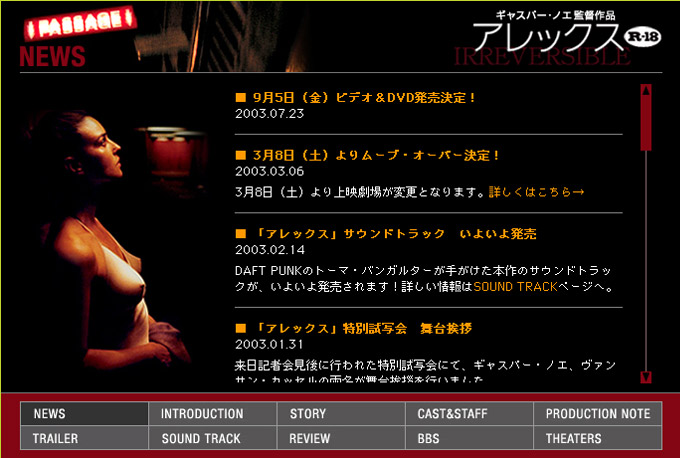 PASSAGE
NEWS
ギャスパー・ノエ監督作品
アレックス R-18
IRREVERSIBLE
■ 9月5日（金）ビデオ＆DVD発売決定！
2003.07.23
■ 3月8日（土）よりムーブ・オーバー決定！
2003.03.06
3月8日（土）より上映劇場が変更となります。詳しくはこちら→
■ 「アレックス」サウンドトラック　いよいよ発売
2003.02.14
DAFT PUNKのトーマ・バンガルターが手がけた本作のサウンドトラッ
クが、いよいよ発売されます！詳しい情報はSOUND TRACKページへ。
■ 「アレックス」特別試写会　舞台挨拶
2003.01.31
来日記者会見後に行われた特別試写会にて、ギャスパー・ノエ、ヴァン
サン・カッセルの両名が舞台挨拶を行いました
NEWS INTRODUCTION STORY CAST&STAFF PRODUCTION NOTE
TRAILER SOUND TRACK REVIEW BBS THEATERS